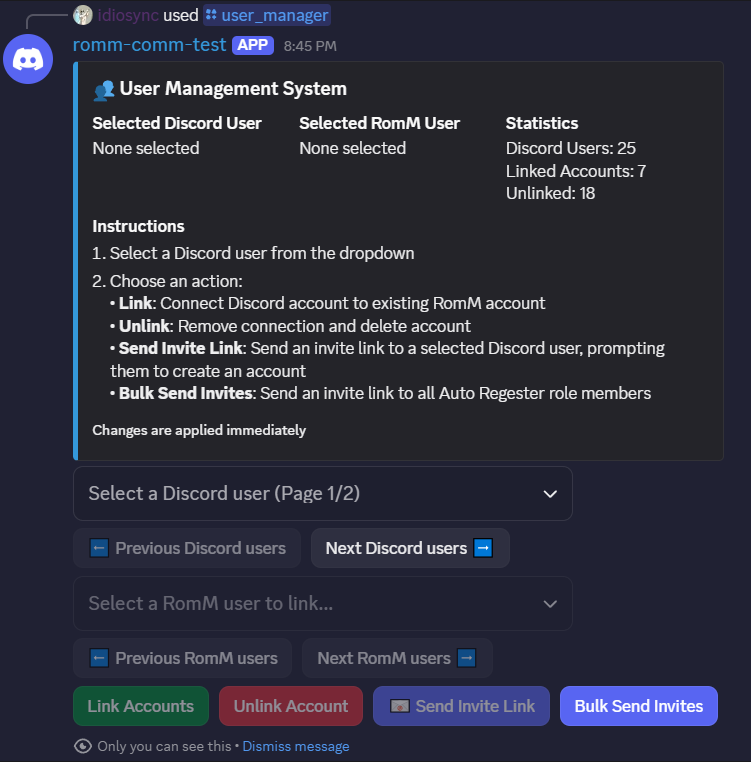 idiosync used user_manager
romm-comm-test APP 8:45 PM
User Management System
Selected Discord User
None selected
Selected RomM User
None selected
Statistics
Discord Users: 25
Linked Accounts: 7
Unlinked: 18
Instructions
1. Select a Discord user from the dropdown
2. Choose an action:
• Link: Connect Discord account to existing RomM account
• Unlink: Remove connection and delete account
• Send Invite Link: Send an invite link to a selected Discord user, prompting
them to create an account
• Bulk Send Invites: Send an invite link to all Auto Regester role members
Changes are applied immediately
Select a Discord user (Page 1/2)
Previous Discord users
Next Discord users
Select a RomM user to link...
Previous RomM users
Next RomM users
Link Accounts
Unlink Account
Send Invite Link
Bulk Send Invites
Only you can see this • Dismiss message